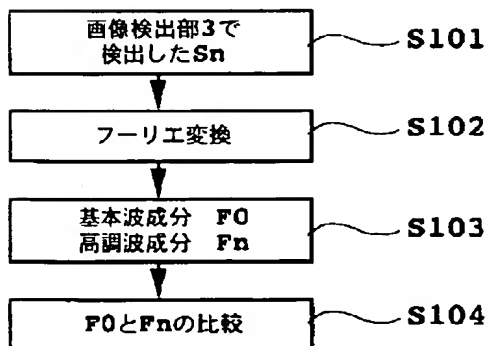 画像検出部3で
検出したSn
S101
フーリエ変換
S102
基本波成分 F0
高調波成分 Fn
S103
F0とFnの比較
S104